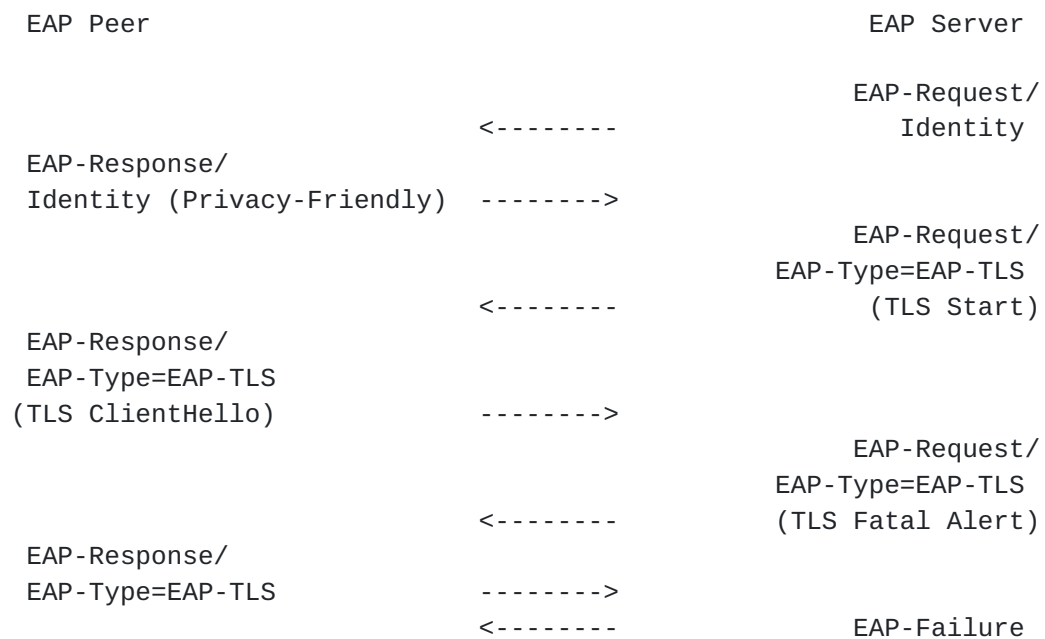 EAP Peer                                              EAP Server
EAP-Request/
<--------                  Identity
EAP-Response/
Identity (Privacy-Friendly)  -------->
EAP-Request/
EAP-Type=EAP-TLS
<--------                (TLS Start)
EAP-Response/
EAP-Type=EAP-TLS
(TLS ClientHello)             -------->
EAP-Request/
EAP-Type=EAP-TLS
<--------          (TLS Fatal Alert)
EAP-Response/
EAP-Type=EAP-TLS             -------->
<--------               EAP-Failure